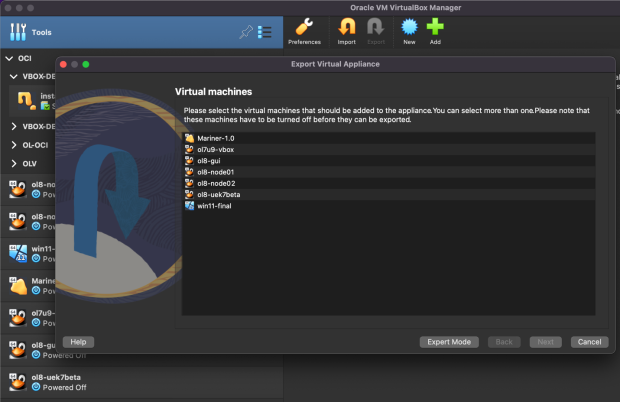 Oracle VM VirtualBox Manager
Tools
Preferences
Import
Export
New
Add
OCI
VBOX-DE
inst
S
VBOX-DE
OL-OCI
OLV
ol8-no
Pow
ol8-no
Pow
win11-
Pow
Marine
Pow
ol7u9-
Pow
ol8-gu
Powered Off
ol8-uek7beta
Powered Off
Export Virtual Appliance
Virtual machines
Please select the virtual machines that should be added to the appliance.You can select more than one.Please note that
these machines have to be turned off before they can be exported.
Mariner-1.0
ol7u9-vbox
ol8-gui
ol8-node01
ol8-node02
ol8-uek7beta
win11-final
Help
Expert Mode
Back
Next
Cancel